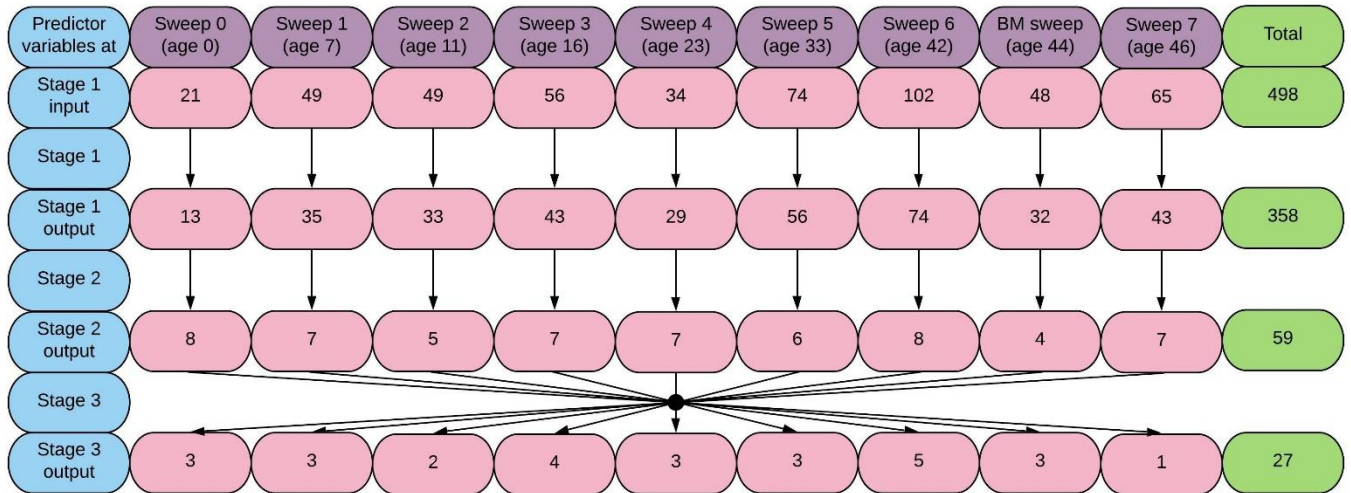 Predictor
variables at
Sweep 0
(age 0)
Sweep 1
(age 7)
Sweep 2
(age 11)
Sweep 3
(age 16)
Sweep 4
(age 23)
Sweep 5
(age 33)
Sweep 6
(age 42)
BM sweep
(age 44)
Sweep 7
(age 46)
Total
Stage 1
input
21
49
49
56
34
74
102
48
65
498
Stage 1
Stage 1
output
13
35
33
43
29
56
74
32
43
358
Stage 2
Stage 2
output
8
7
5
7
7
6
8
4
7
59
Stage 3
Stage 3
output
3
3
2
4
3
3
5
3
1
27